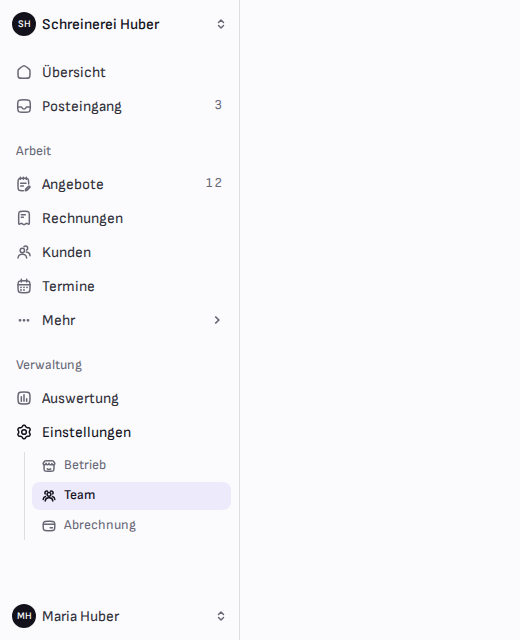 SH Schreinerei Huber
Übersicht
Posteingang 3
Arbeit
Angebote 12
Rechnungen
Kunden
Termine
Mehr
Verwaltung
Auswertung
Einstellungen
Betrieb
Team
Abrechnung
MH Maria Huber